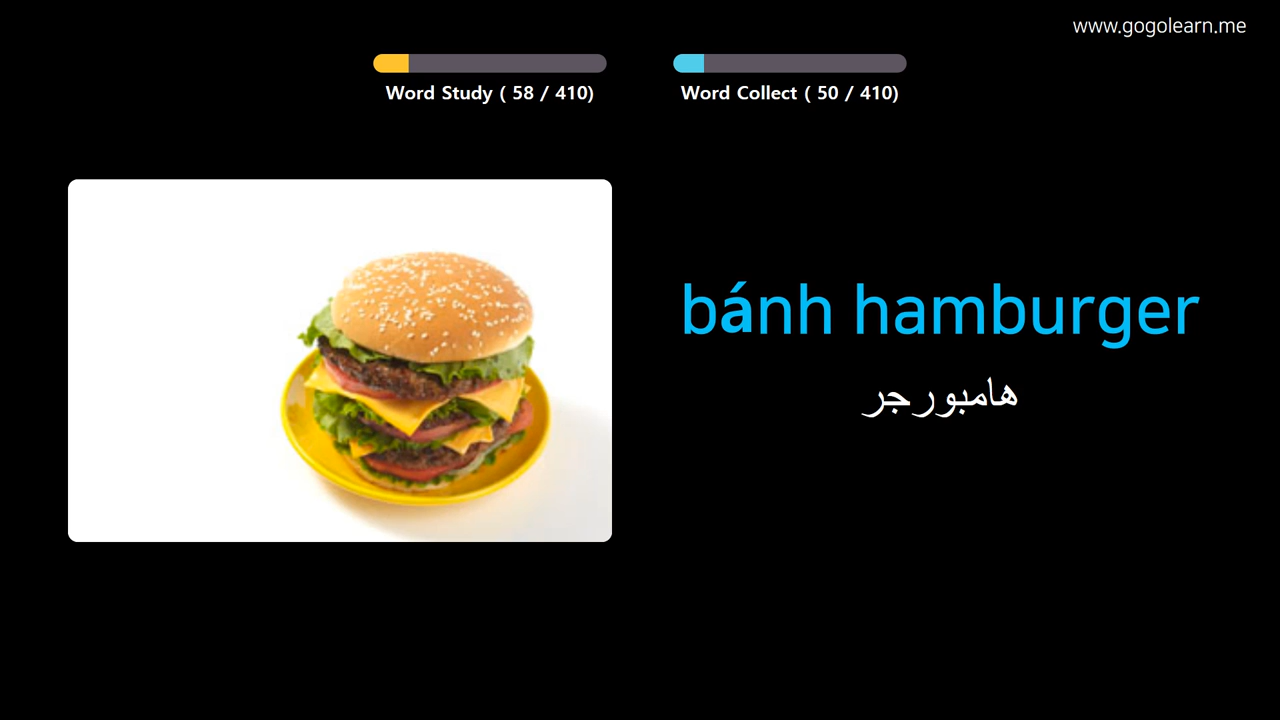 www.gogolearn.me
Word Study ( 58 / 410)
Word Collect ( 50 / 410)
bánh hamburger
هامبورجر